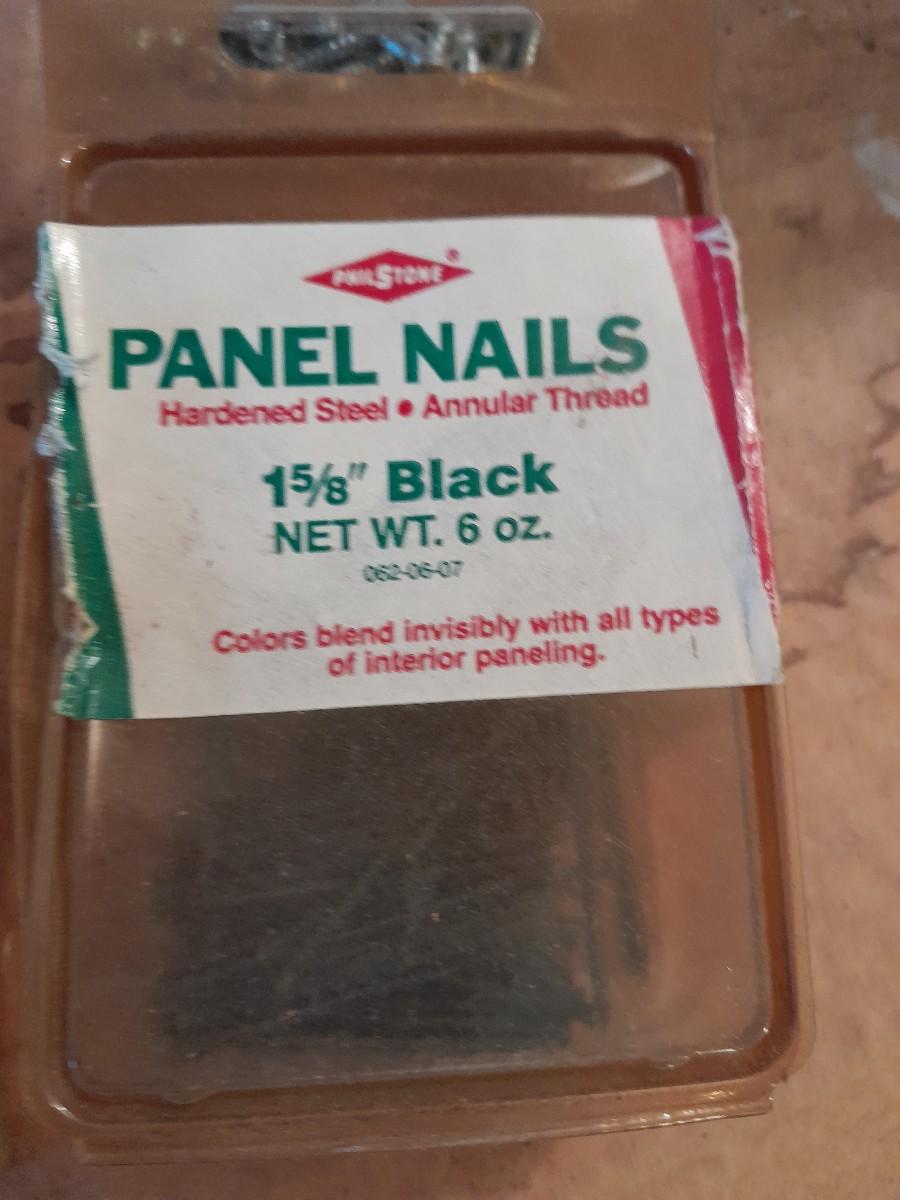 PHILSTONE®
PANEL NAILS
Hardened Steel • Annular Thread
1⅝" Black
NET WT. 6 oz.
062-06-07
Colors blend invisibly with all types
of interior paneling.